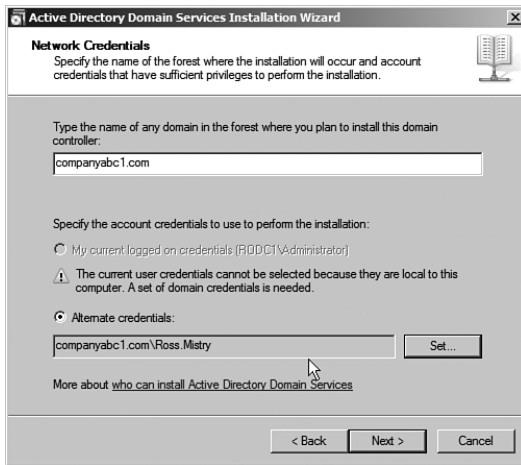 Active Directory Domain Services Installation Wizard
Network Credentials
Specify the name of the forest where the installation will occur and account
credentials that have sufficient privileges to perform the installation.
Type the name of any domain in the forest where you plan to install this domain
controller:
companyabc1.com
Specify the account credentials to use to perform the installation:
My current logged on credentials (RODC1\Administrator)
The current user credentials cannot be selected because they are local to this
computer. A set of domain credentials is needed.
Alternate credentials:
companyabc1.com\Ross.Mistry
Set...
More about who can install Active Directory Domain Services
< Back
Next >
Cancel